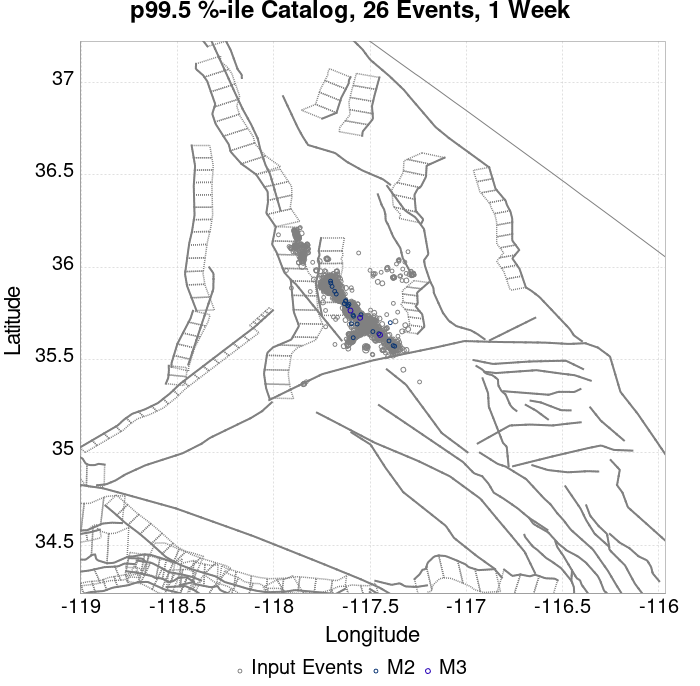 p99.5 %-ile Catalog, 26 Events, 1 Week
37
36.5
36
35.5
35
34.5
Latitude
-119 -118.5 -118 -117.5 -117 -116.5 -116
Longitude
Input Events M2 M3